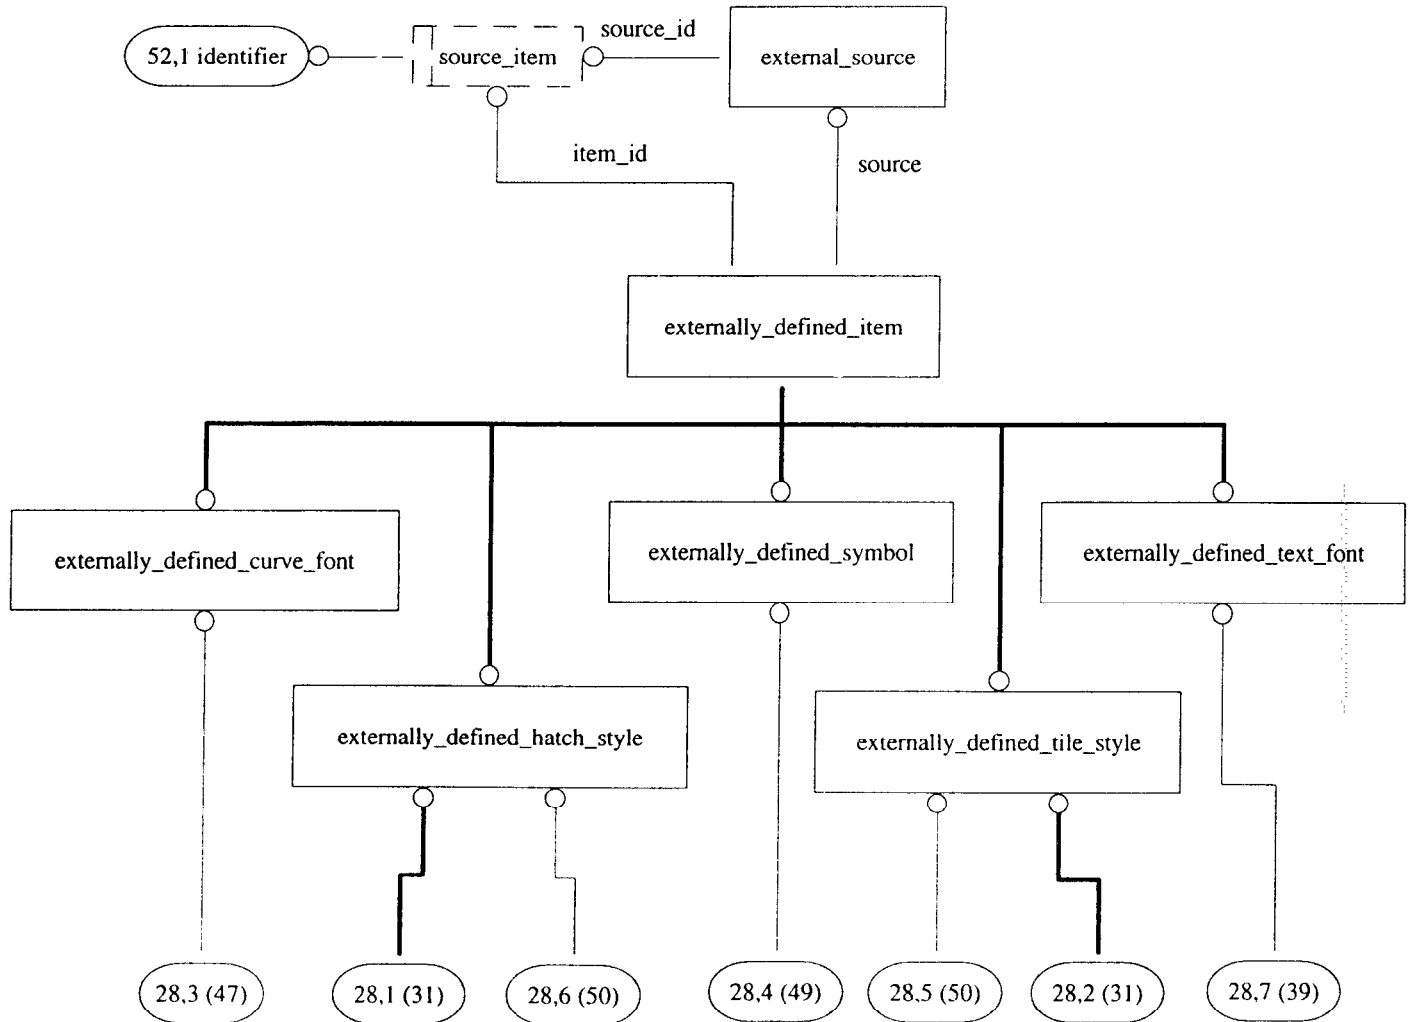 source_id
52,1 identifier
source_item
external_source
item_id
source
externally_defined_item
externally_defined_curve_font
externally_defined_symbol
externally_defined_text_font
externally_defined_hatch_style
externally_defined_tile_style
28,3 (47)
28,1 (31)
28,6 (50)
28,4 (49)
28,5 (50)
28,2 (31)
28,7 (39)